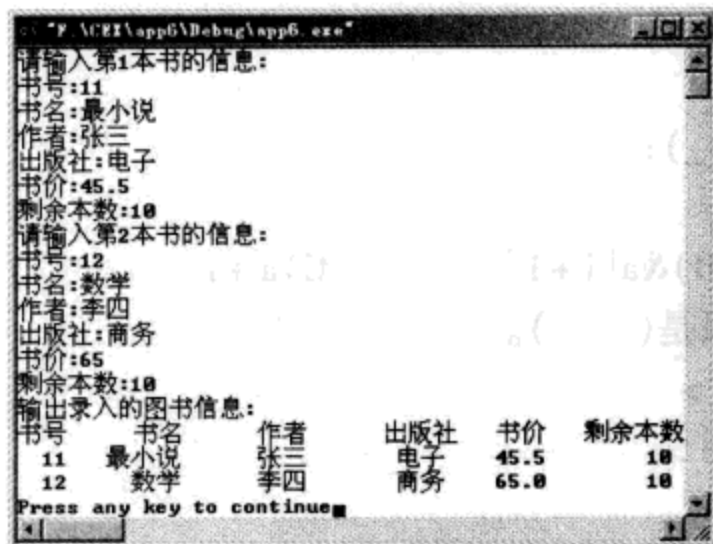 "F:\CEI\app6\Debug\app6.exe"
请输入第1本书的信息:
书号:11
书名:最小说
作者:张三
出版社:电子
书价:45.5
剩余本数:10
请输入第2本书的信息:
书号:12
书名:数学
作者:李四
出版社:商务
书价:65
剩余本数:10
输出录入的图书信息:
书号 书名 作者 出版社 书价 剩余本数
11 最小说 张三 电子 45.5 10
12 数学 李四 商务 65.0 10
Press any key to continue